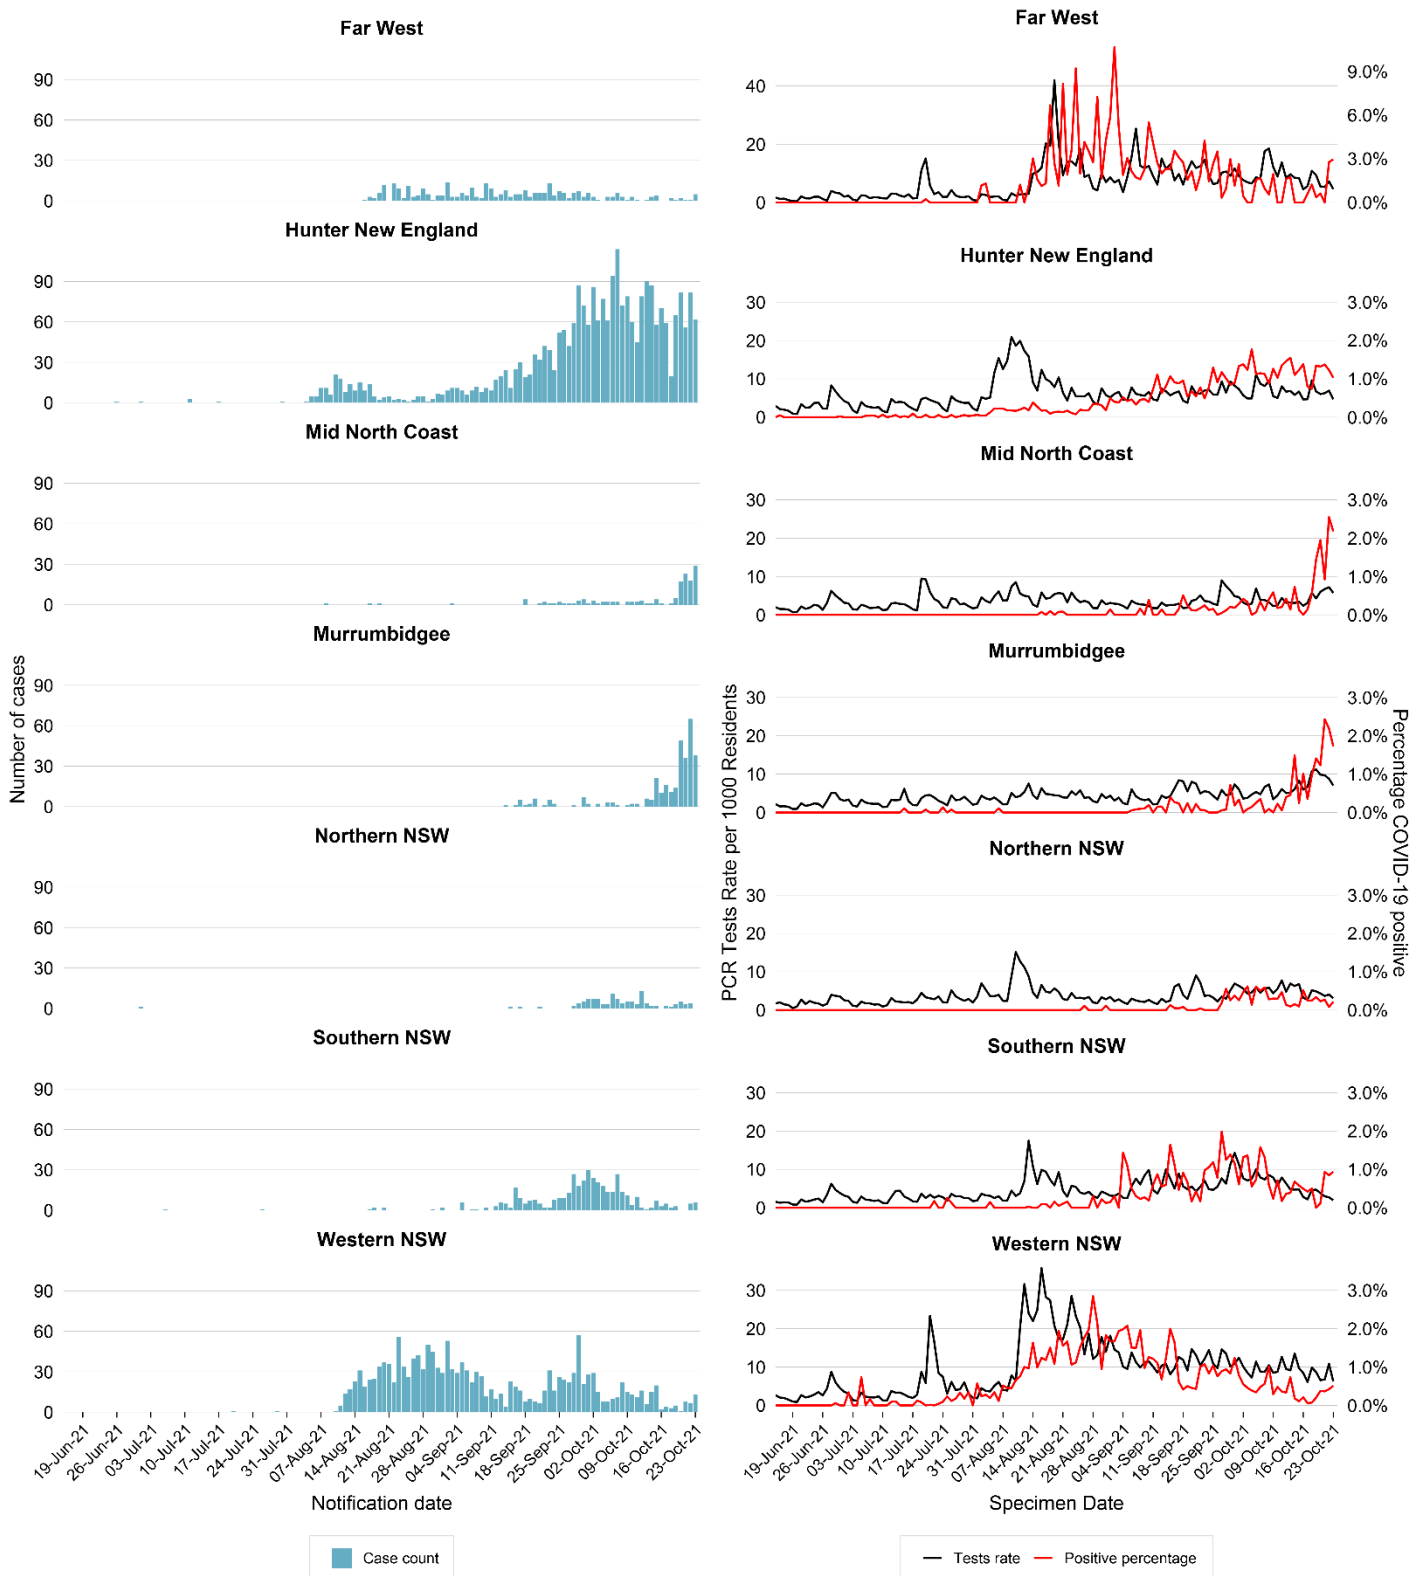 Far West
90
60
30
0
Hunter New England
90
60
30
0
Mid North Coast
90
60
30
0
Murrumbidgee
90
60
30
0
Northern NSW
90
60
30
0
Southern NSW
90
60
30
0
Western NSW
90
60
30
0
Number of cases
19-Jun-21
26-Jun-21
03-Jul-21
10-Jul-21
17-Jul-21
24-Jul-21
31-Jul-21
07-Aug-21
14-Aug-21
21-Aug-21
28-Aug-21
04-Sep-21
11-Sep-21
18-Sep-21
25-Sep-21
02-Oct-21
09-Oct-21
16-Oct-21
23-Oct-21
Notification date
Case count
Far West
40
20
0
9.0%
6.0%
3.0%
0.0%
Hunter New England
30
20
10
0
3.0%
2.0%
1.0%
0.0%
Mid North Coast
30
20
10
0
3.0%
2.0%
1.0%
0.0%
Murrumbidgee
30
20
10
0
3.0%
2.0%
1.0%
0.0%
Northern NSW
30
20
10
0
3.0%
2.0%
1.0%
0.0%
Southern NSW
30
20
10
0
3.0%
2.0%
1.0%
0.0%
Western NSW
30
20
10
0
3.0%
2.0%
1.0%
0.0%
PCR Tests Rate per 1000 Residents
Percentage COVID-19 positive
19-Jun-21
26-Jun-21
03-Jul-21
10-Jul-21
17-Jul-21
24-Jul-21
31-Jul-21
07-Aug-21
14-Aug-21
21-Aug-21
28-Aug-21
04-Sep-21
11-Sep-21
18-Sep-21
25-Sep-21
02-Oct-21
09-Oct-21
16-Oct-21
23-Oct-21
Specimen Date
Tests rate
Positive percentage